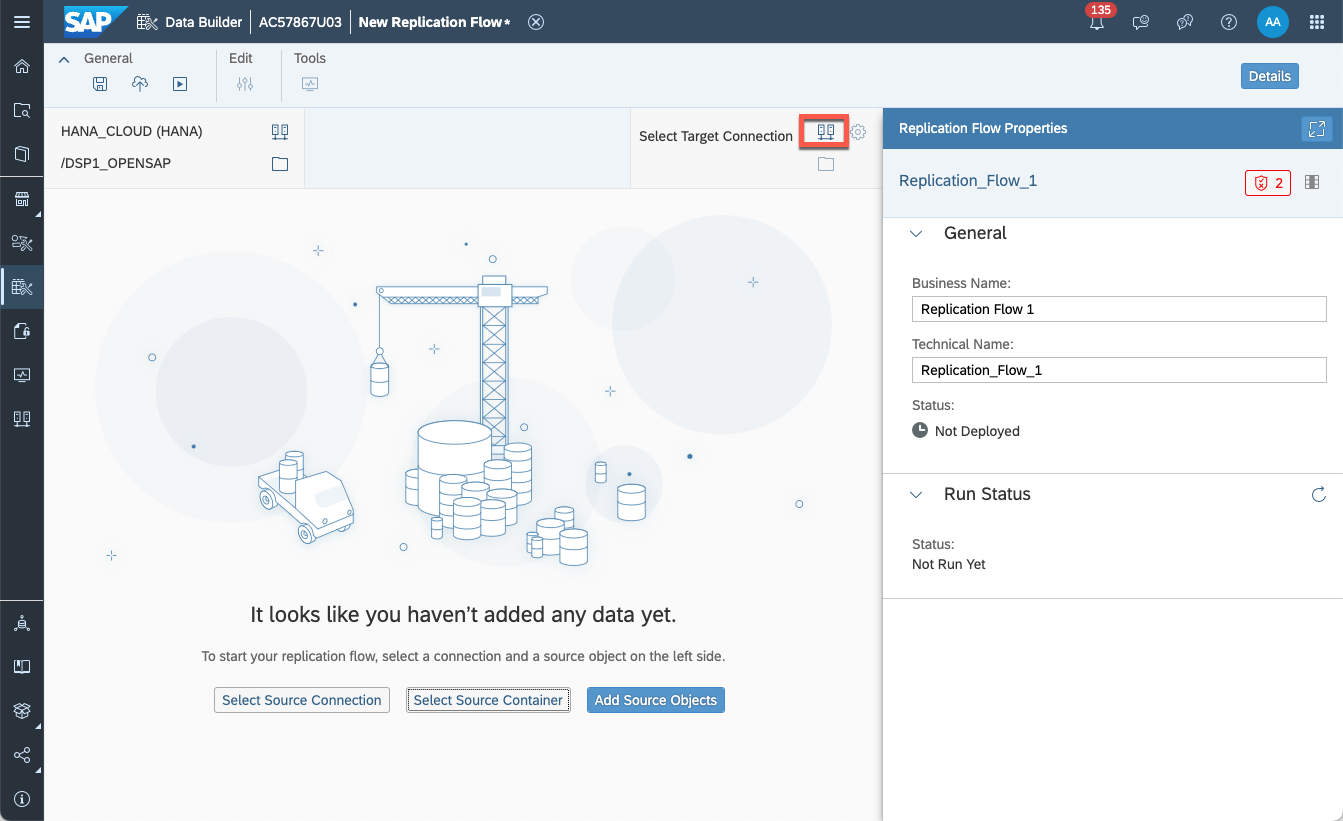 SAP Data Builder AC57867U03 New Replication Flow* 135 AA
General Edit Tools
Details
HANA_CLOUD (HANA)
/DSP1_OPENSAP
Select Target Connection
Replication Flow Properties
Replication_Flow_1 2
General
Business Name:
Replication Flow 1
Technical Name:
Replication_Flow_1
Status:
Not Deployed
Run Status
Status:
Not Run Yet
It looks like you haven’t added any data yet.
To start your replication flow, select a connection and a source object on the left side.
Select Source Connection Select Source Container Add Source Objects